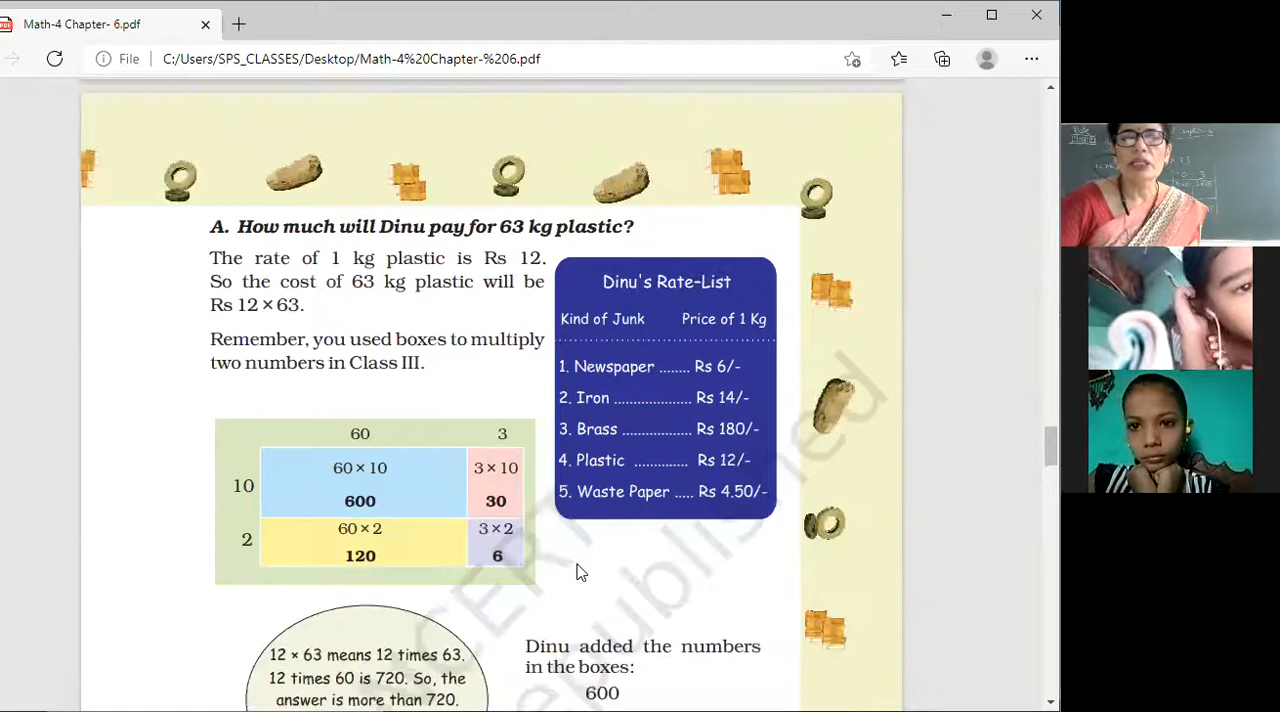 Math-4 Chapter- 6.pdf
File
C:/Users/SPS_CLASSES/Desktop/Math-4%20Chapter-%206.pdf
A. How much will Dinu pay for 63 kg plastic?
The rate of 1 kg plastic is Rs 12.
So the cost of 63 kg plastic will be
Rs 12 × 63.
Remember, you used boxes to multiply
two numbers in Class III.
Dinu's Rate-List
Kind of Junk Price of 1 Kg
1. Newspaper ........ Rs 6/-
2. Iron .................... Rs 14/-
3. Brass ................. Rs 180/-
4. Plastic ............. Rs 12/-
5. Waste Paper ..... Rs 4.50/-
60 3
10 60 × 10 3 × 10
600 30
2 60 × 2 3 × 2
120 6
12 × 63 means 12 times 63.
12 times 60 is 720. So, the
answer is more than 720.
Dinu added the numbers
in the boxes:
600
republished